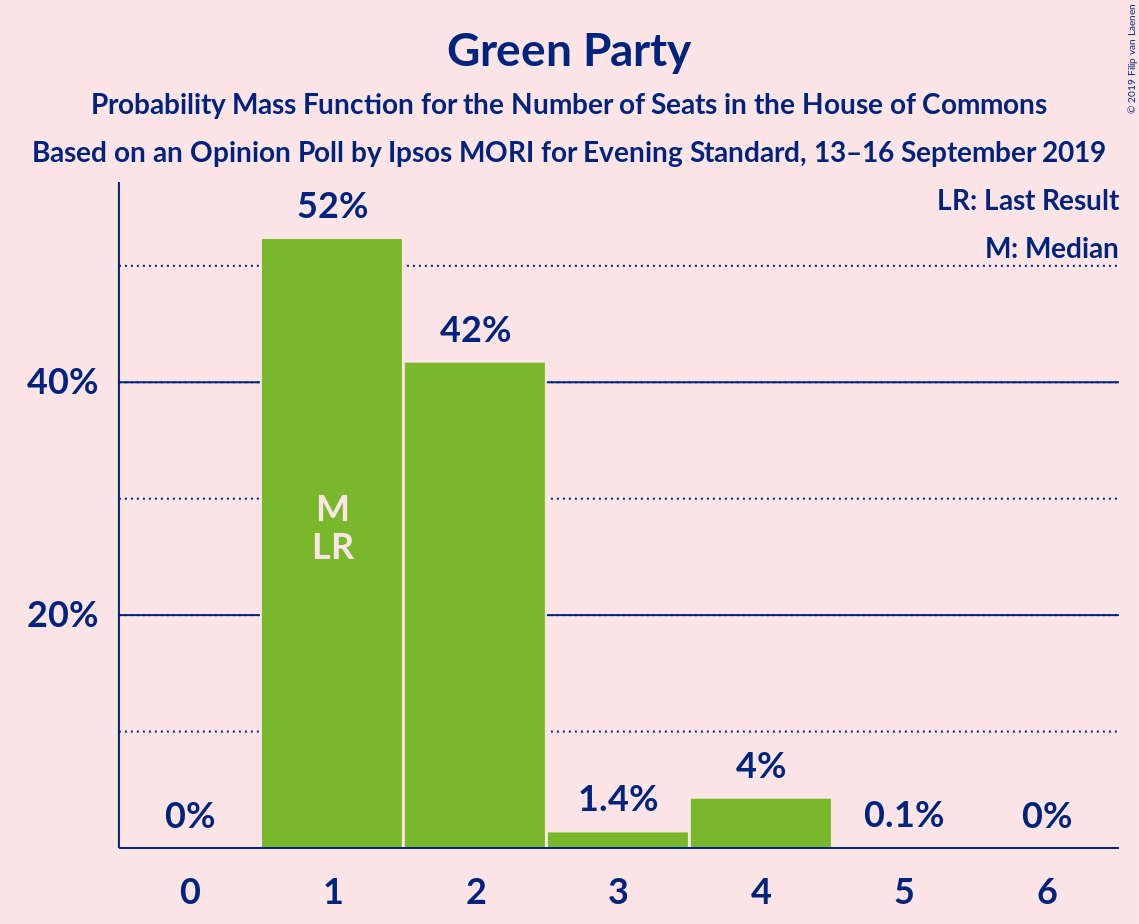 Green Party
Probability Mass Function for the Number of Seats in the House of Commons
Based on an Opinion Poll by Ipsos MORI for Evening Standard, 13–16 September 2019
© 2019 Filip van Laenen
LR: Last Result
M: Median
52%
42%
40%
M
LR
20%
0%
1.4%
4%
0.1%
0%
0 1 2 3 4 5 6